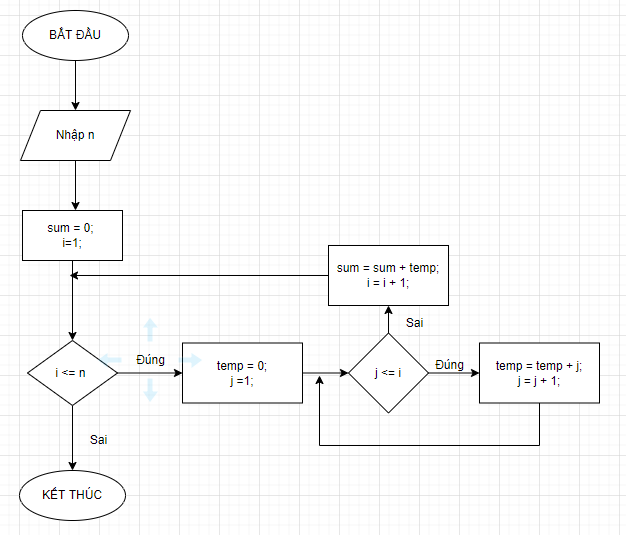 BẮT ĐẦU
Nhập n
sum = 0;
i=1;
sum = sum + temp;
i = i + 1;
Sai
i <= n
Đúng
temp = 0;
j =1;
j <= i
Đúng
temp = temp + j;
j = j + 1;
Sai
KẾT THÚC